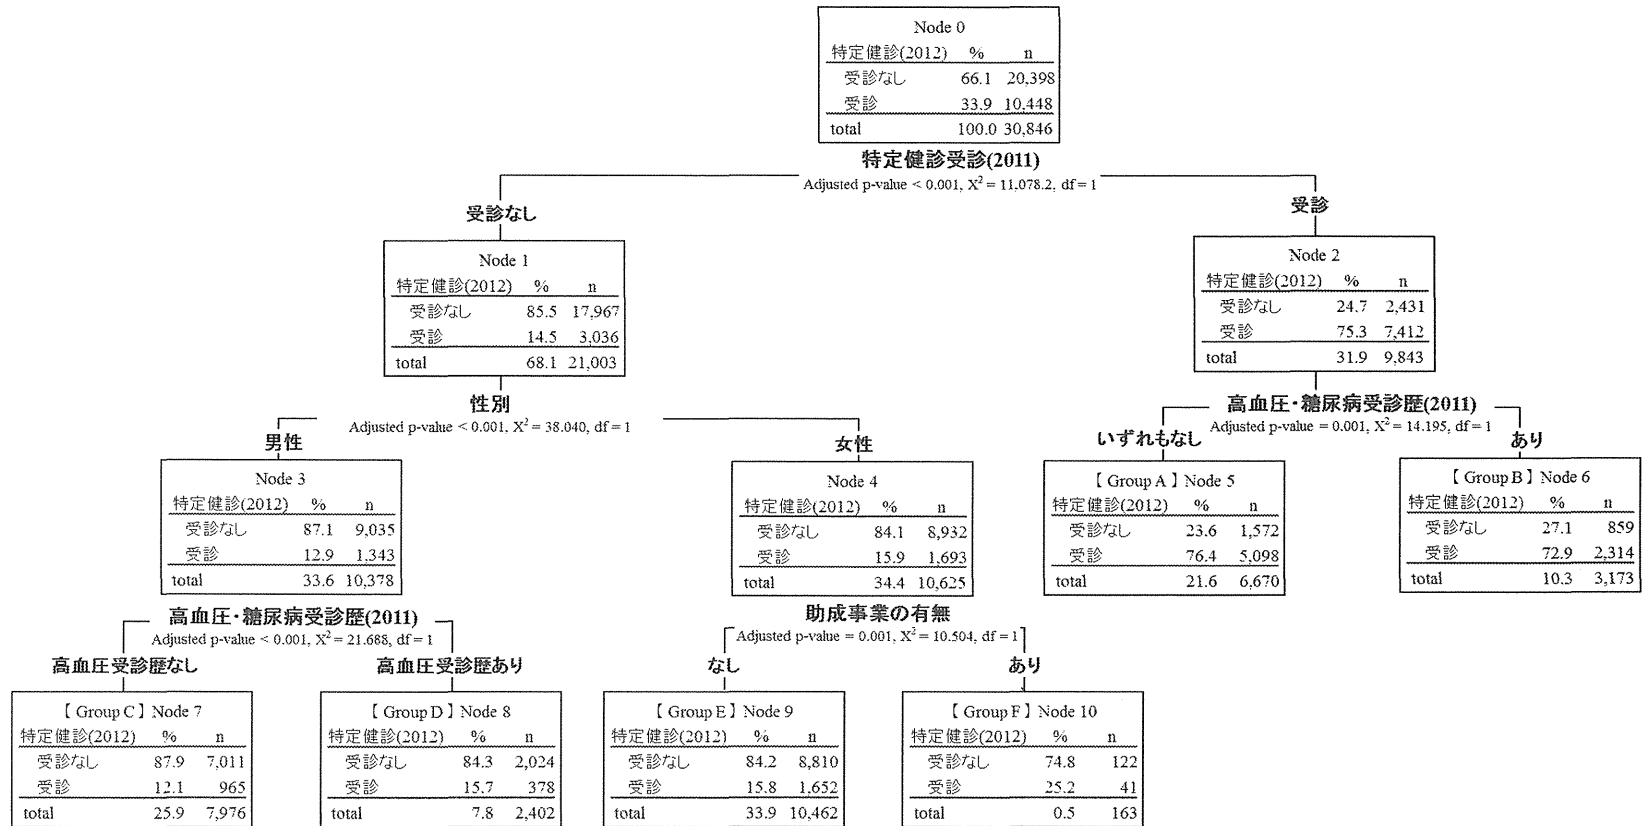 Node 0
特定健診(2012) % n
受診なし 66.1 20,398
受診 33.9 10,448
total 100.0 30,846
特定健診受診(2011)
Adjusted p-value < 0.001, X² = 11.078.2, df = 1
受診なし
受診
Node 1
特定健診(2012) % n
受診なし 85.5 17,967
受診 14.5 3,036
total 68.1 21,003
Node 2
特定健診(2012) % n
受診なし 24.7 2,431
受診 75.3 7,412
total 31.9 9,843
性別
Adjusted p-value < 0.001, X² = 38.040, df = 1
男性
女性
高血圧・糖尿病受診歴(2011)
Adjusted p-value = 0.001, X² = 14.195, df = 1
いずれもなし
あり
Node 3
特定健診(2012) % n
受診なし 87.1 9,035
受診 12.9 1,343
total 33.6 10,378
Node 4
特定健診(2012) % n
受診なし 84.1 8,932
受診 15.9 1,693
total 34.4 10,625
【Group A】Node 5
特定健診(2012) % n
受診なし 23.6 1,572
受診 76.4 5,098
total 21.6 6,670
【Group B】Node 6
特定健診(2012) % n
受診なし 27.1 859
受診 72.9 2,314
total 10.3 3,173
高血圧・糖尿病受診歴(2011)
Adjusted p-value < 0.001, X² = 21.688, df = 1
高血圧受診歴なし
高血圧受診歴あり
助成事業の有無
Adjusted p-value = 0.001, X² = 10.504, df = 1
なし
あり
【Group C】Node 7
特定健診(2012) % n
受診なし 87.9 7,011
受診 12.1 965
total 25.9 7,976
【Group D】Node 8
特定健診(2012) % n
受診なし 84.3 2,024
受診 15.7 378
total 7.8 2,402
【Group E】Node 9
特定健診(2012) % n
受診なし 84.2 8,810
受診 15.8 1,652
total 33.9 10,462
【Group F】Node 10
特定健診(2012) % n
受診なし 74.8 122
受診 25.2 41
total 0.5 163